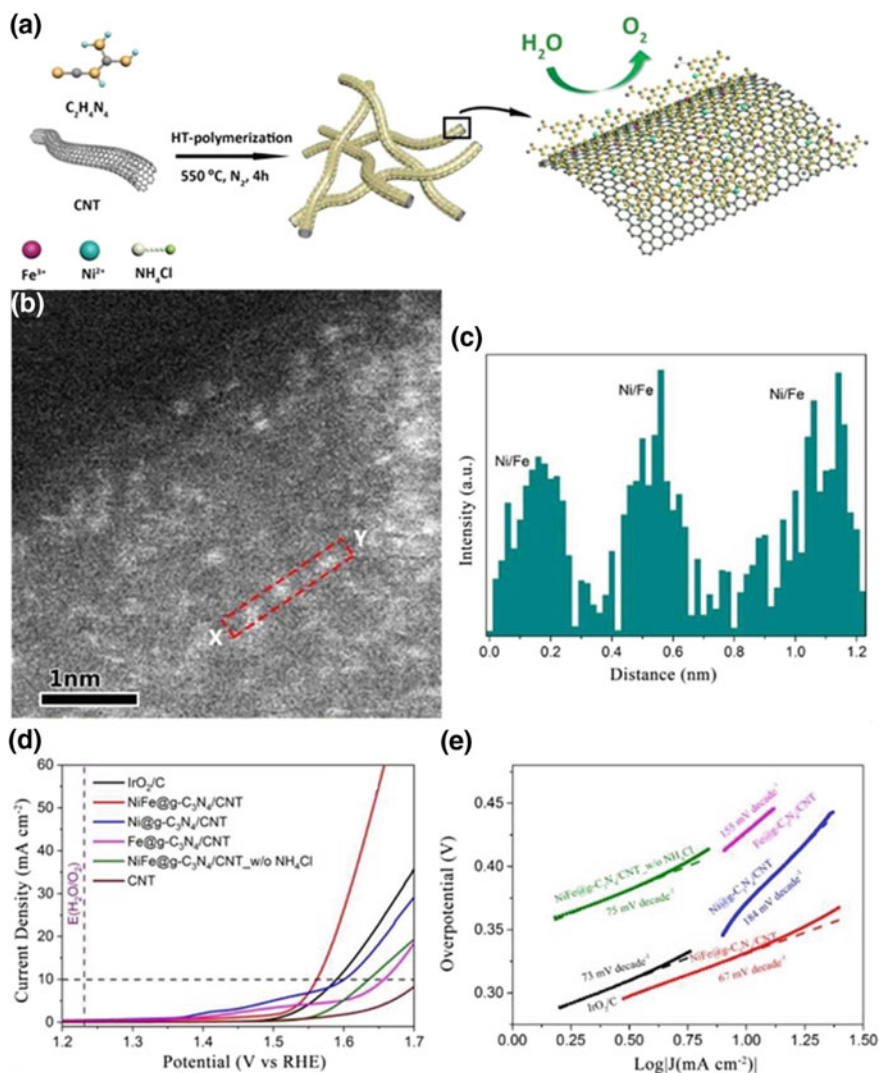 (a)
H₂O
O₂
C₂H₄N₄
HT-polymerization
550 °C, N₂, 4h
CNT
Fe³⁺
Ni²⁺
NH₄Cl
(b)
X
Y
1nm
(c)
Intensity (a.u.)
Ni/Fe
Ni/Fe
Ni/Fe
0.0 0.2 0.4 0.6 0.8 1.0 1.2
Distance (nm)
(d)
Current Density (mA cm⁻²)
60
50
40
30
20
10
0
E(H₂O/O₂)
IrO₂/C
NiFe@g-C₃N₄/CNT
Ni@g-C₃N₄/CNT
Fe@g-C₃N₄/CNT
NiFe@g-C₃N₄/CNT_w/o NH₄Cl
CNT
1.2 1.3 1.4 1.5 1.6 1.7
Potential (V vs RHE)
(e)
Overpotential (V)
0.45
0.40
0.35
0.30
NiFe@g-C₃N₄/CNT_w/o NH₄Cl
75 mV decade⁻¹
155 mV decade⁻¹
Fe@g-C₃N₄/CNT
Ni@g-C₃N₄/CNT
184 mV decade⁻¹
73 mV decade⁻¹
IrO₂/C
NiFe@g-C₃N₄/CNT
67 mV decade⁻¹
0.00 0.25 0.50 0.75 1.00 1.25 1.50
Log|J(mA cm⁻²)|